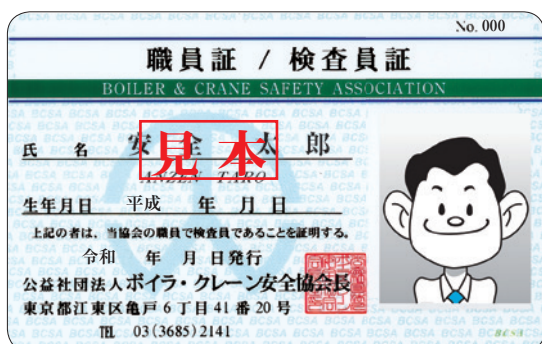 No. 000
職員証 / 検査員証
BOILER & CRANE SAFETY ASSOCIATION
氏 名 安全 太郎
見本
ANZEN TARO
生年月日 平成 年 月 日
上記の者は、当協会の職員で検査員であることを証明する。
令和 年 月 日発行
公益社団法人ボイラ・クレーン安全協会長
東京都江東区亀戸6丁目41番20号
℡ 03(3685)2141
BCSA